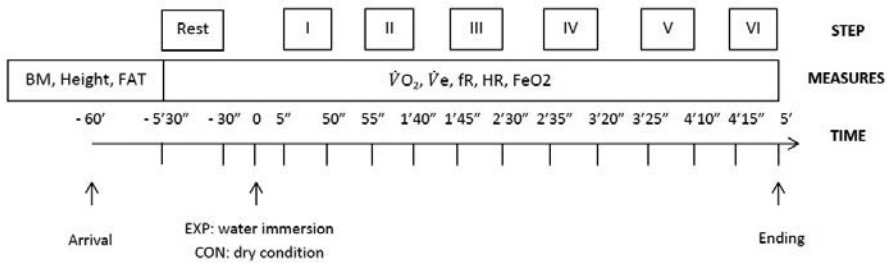 Rest I II III IV V VI STEP
BM, Height, FAT V̇O₂, V̇e, fR, HR, FeO2 MEASURES
- 60’ - 5’30” - 30” 0 5” 50” 55” 1’40” 1’45” 2’30” 2’35” 3’20” 3’25” 4’10” 4’15” 5’
TIME
Arrival EXP: water immersion Ending
CON: dry condition